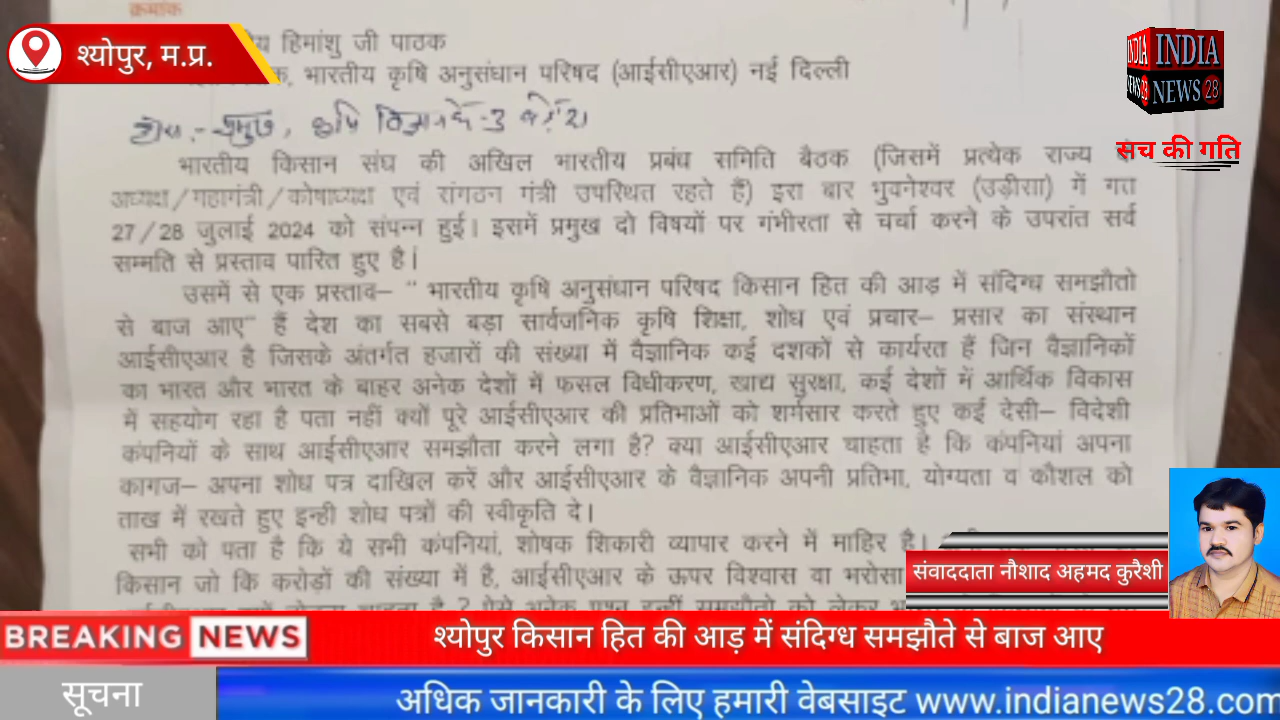 क्रमांक
श्योपुर, म.प्र.
हिमांशु जी पाठक
भारतीय कृषि अनुसंधान परिषद (आईसीएआर) नई दिल्ली
INDIA
NEWS 28
सच की गति
भारतीय किसान संघ की अखिल भारतीय प्रबंध समिति बैठक (जिसमें प्रत्येक राज्य
अध्यक्ष/महामंत्री/कोषाध्यक्ष एवं संगठन मंत्री उपस्थित रहते हैं) इस बार भुवनेश्वर (उड़ीसा) में गत
27/28 जुलाई 2024 को संपन्न हुई। इसमें प्रमुख दो विषयों पर गंभीरता से चर्चा करने के उपरांत सर्व
सम्मति से प्रस्ताव पारित हुए है।
उसमें से एक प्रस्ताव– " भारतीय कृषि अनुसंधान परिषद किसान हित की आड़ में संदिग्ध समझौतो
से बाज आए" हैं देश का सबसे बड़ा सार्वजनिक कृषि शिक्षा, शोध एवं प्रचार– प्रसार का संस्थान
आईसीएआर है जिसके अंतर्गत हजारों की संख्या में वैज्ञानिक कई दशकों से कार्यरत हैं जिन वैज्ञानिकों
का भारत और भारत के बाहर अनेक देशों में फसल विधीकरण, खाद्य सुरक्षा, कई देशों में आर्थिक विकास
में सहयोग रहा है पता नहीं क्यों पूरे आईसीएआर की प्रतिभाओं को शर्मसार करते हुए कई देसी– विदेशी
कंपनियों के साथ आईसीएआर समझौता करने लगा है? क्या आईसीएआर चाहता है कि कंपनियां अपना
कागज– अपना शोध पत्र दाखिल करें और आईसीएआर के वैज्ञानिक अपनी प्रतिभा, योग्यता व कौशल को
ताख में रखते हुए इन्ही शोध पत्रों की स्वीकृति दे।
सभी को पता है कि ये सभी कंपनियां, शोषक शिकारी व्यापार करने में माहिर है।
किसान जो कि करोड़ों की संख्या में है, आईसीएआर के ऊपर विश्वास वा भरोसा
संवाददाता नौशाद अहमद कुरैशी
BREAKING NEWS
श्योपुर किसान हित की आड़ में संदिग्ध समझौते से बाज आए
सूचना
अधिक जानकारी के लिए हमारी वेबसाइट www.indianews28.com